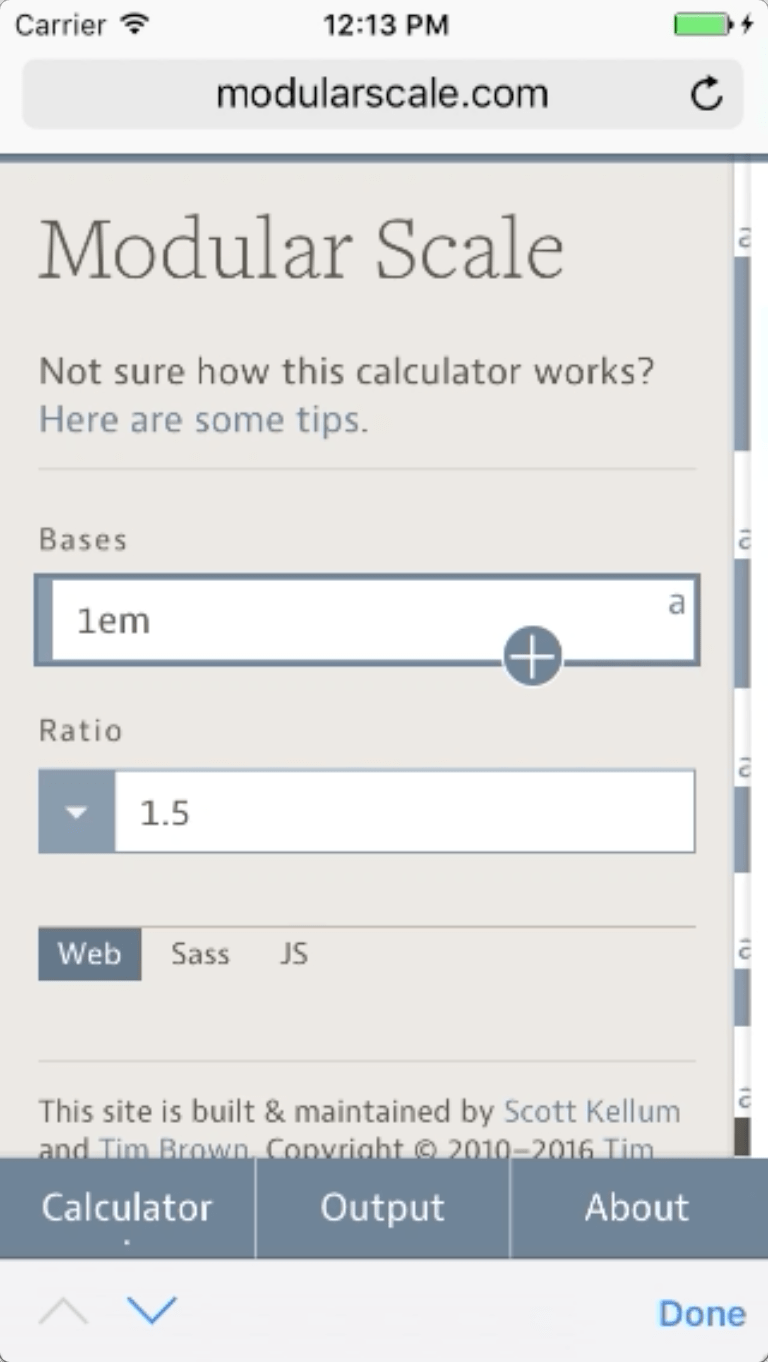 Carrier 12:13 PM
modularscale.com
Modular Scale
Not sure how this calculator works?
Here are some tips.
Bases
1em a
Ratio
1.5
Web Sass JS
This site is built & maintained by Scott Kellum
and Tim Brown. Copyright © 2010–2016 Tim
Calculator Output About
Done
a
a
a
a
a